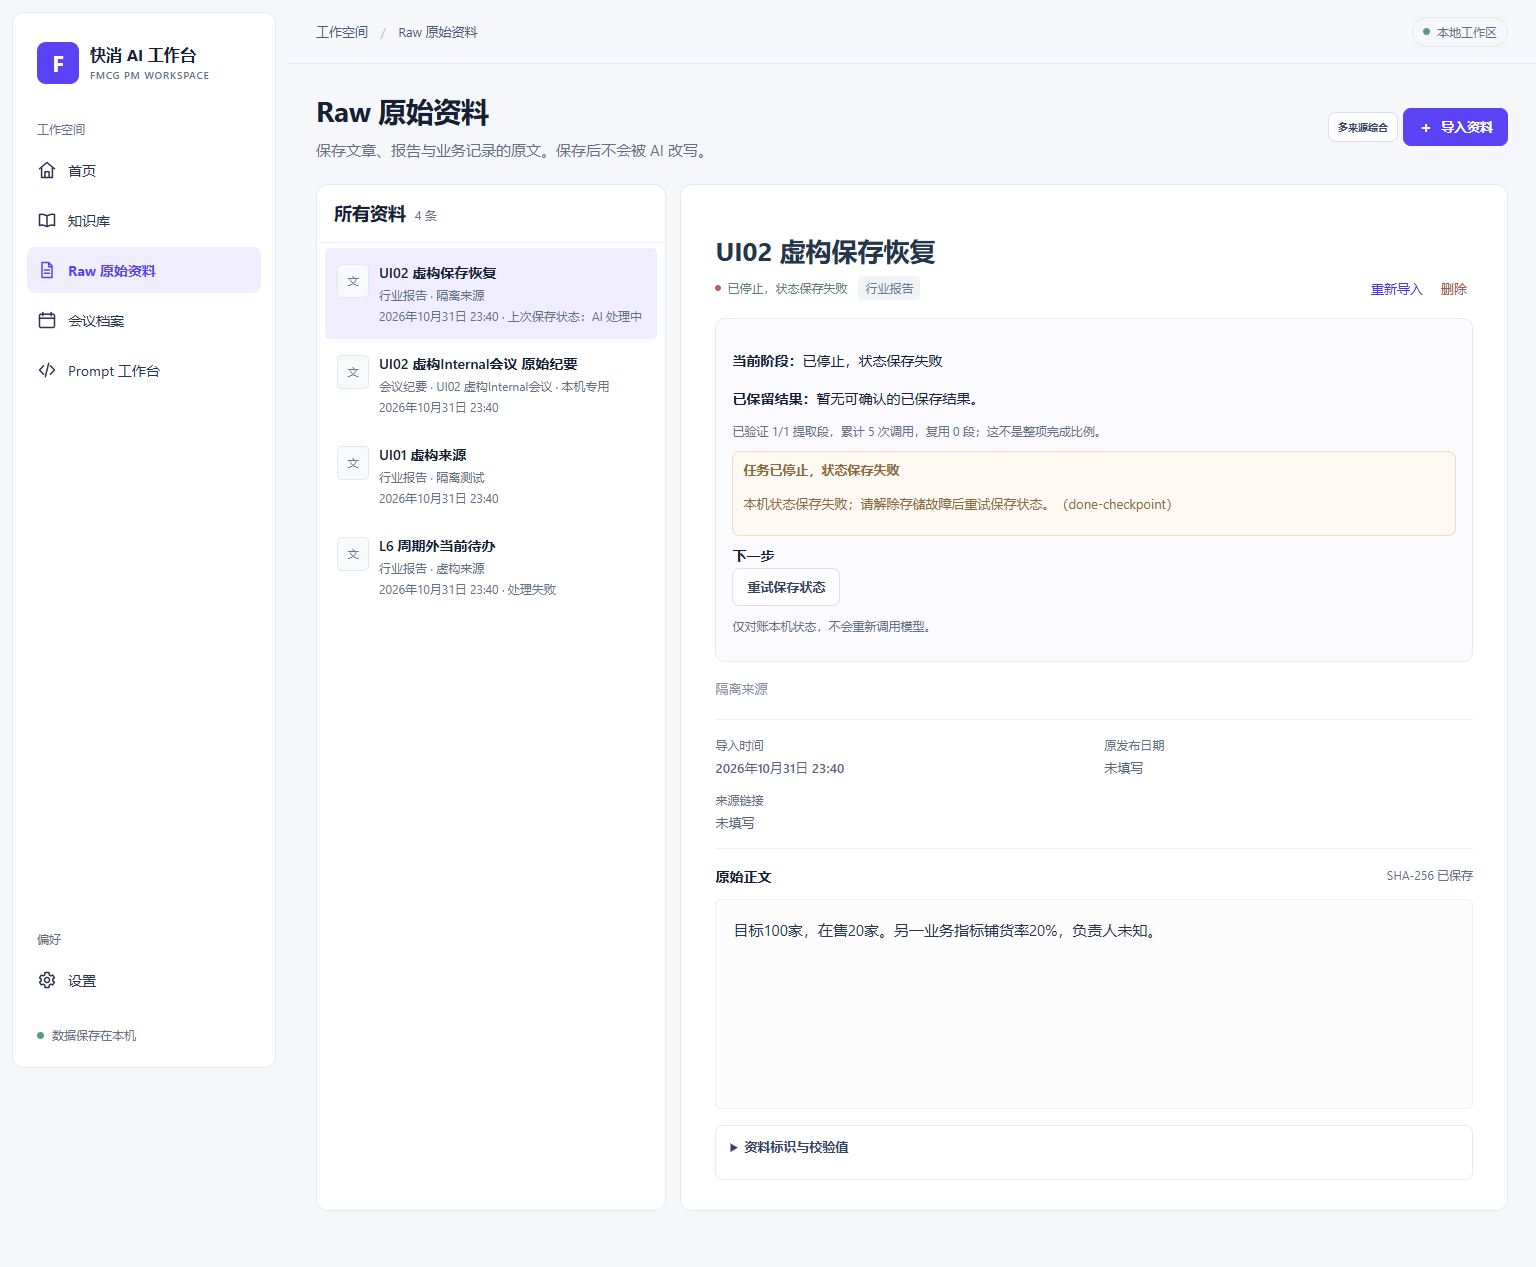 F
快消 AI 工作台
FMCG PM WORKSPACE
工作空间
首页
知识库
Raw 原始资料
会议档案
Prompt 工作台
偏好
设置
数据保存在本机
工作空间 / Raw 原始资料
本地工作区
Raw 原始资料
保存文章、报告与业务记录的原文。保存后不会被 AI 改写。
多来源综合
+ 导入资料
所有资料 4 条
文
UI02 虚构保存恢复
行业报告 · 隔离来源
2026年10月31日 23:40 · 上次保存状态：AI 处理中
文
UI02 虚构Internal会议 原始纪要
会议纪要 · UI02 虚构Internal会议 · 本机专用
2026年10月31日 23:40
文
UI01 虚构来源
行业报告 · 隔离测试
2026年10月31日 23:40
文
L6 周期外当前待办
行业报告 · 虚构来源
2026年10月31日 23:40 · 处理失败
UI02 虚构保存恢复
已停止，状态保存失败 行业报告
重新导入 删除
当前阶段：已停止，状态保存失败
已保留结果：暂无可确认的已保存结果。
已验证 1/1 提取段，累计 5 次调用，复用 0 段；这不是整项完成比例。
任务已停止，状态保存失败
本机状态保存失败；请解除存储故障后重试保存状态。（done-checkpoint）
下一步
重试保存状态
仅对账本机状态，不会重新调用模型。
隔离来源
导入时间 原发布日期
2026年10月31日 23:40 未填写
来源链接
未填写
原始正文 SHA-256 已保存
目标100家，在售20家。另一业务指标铺货率20%，负责人未知。
资料标识与校验值